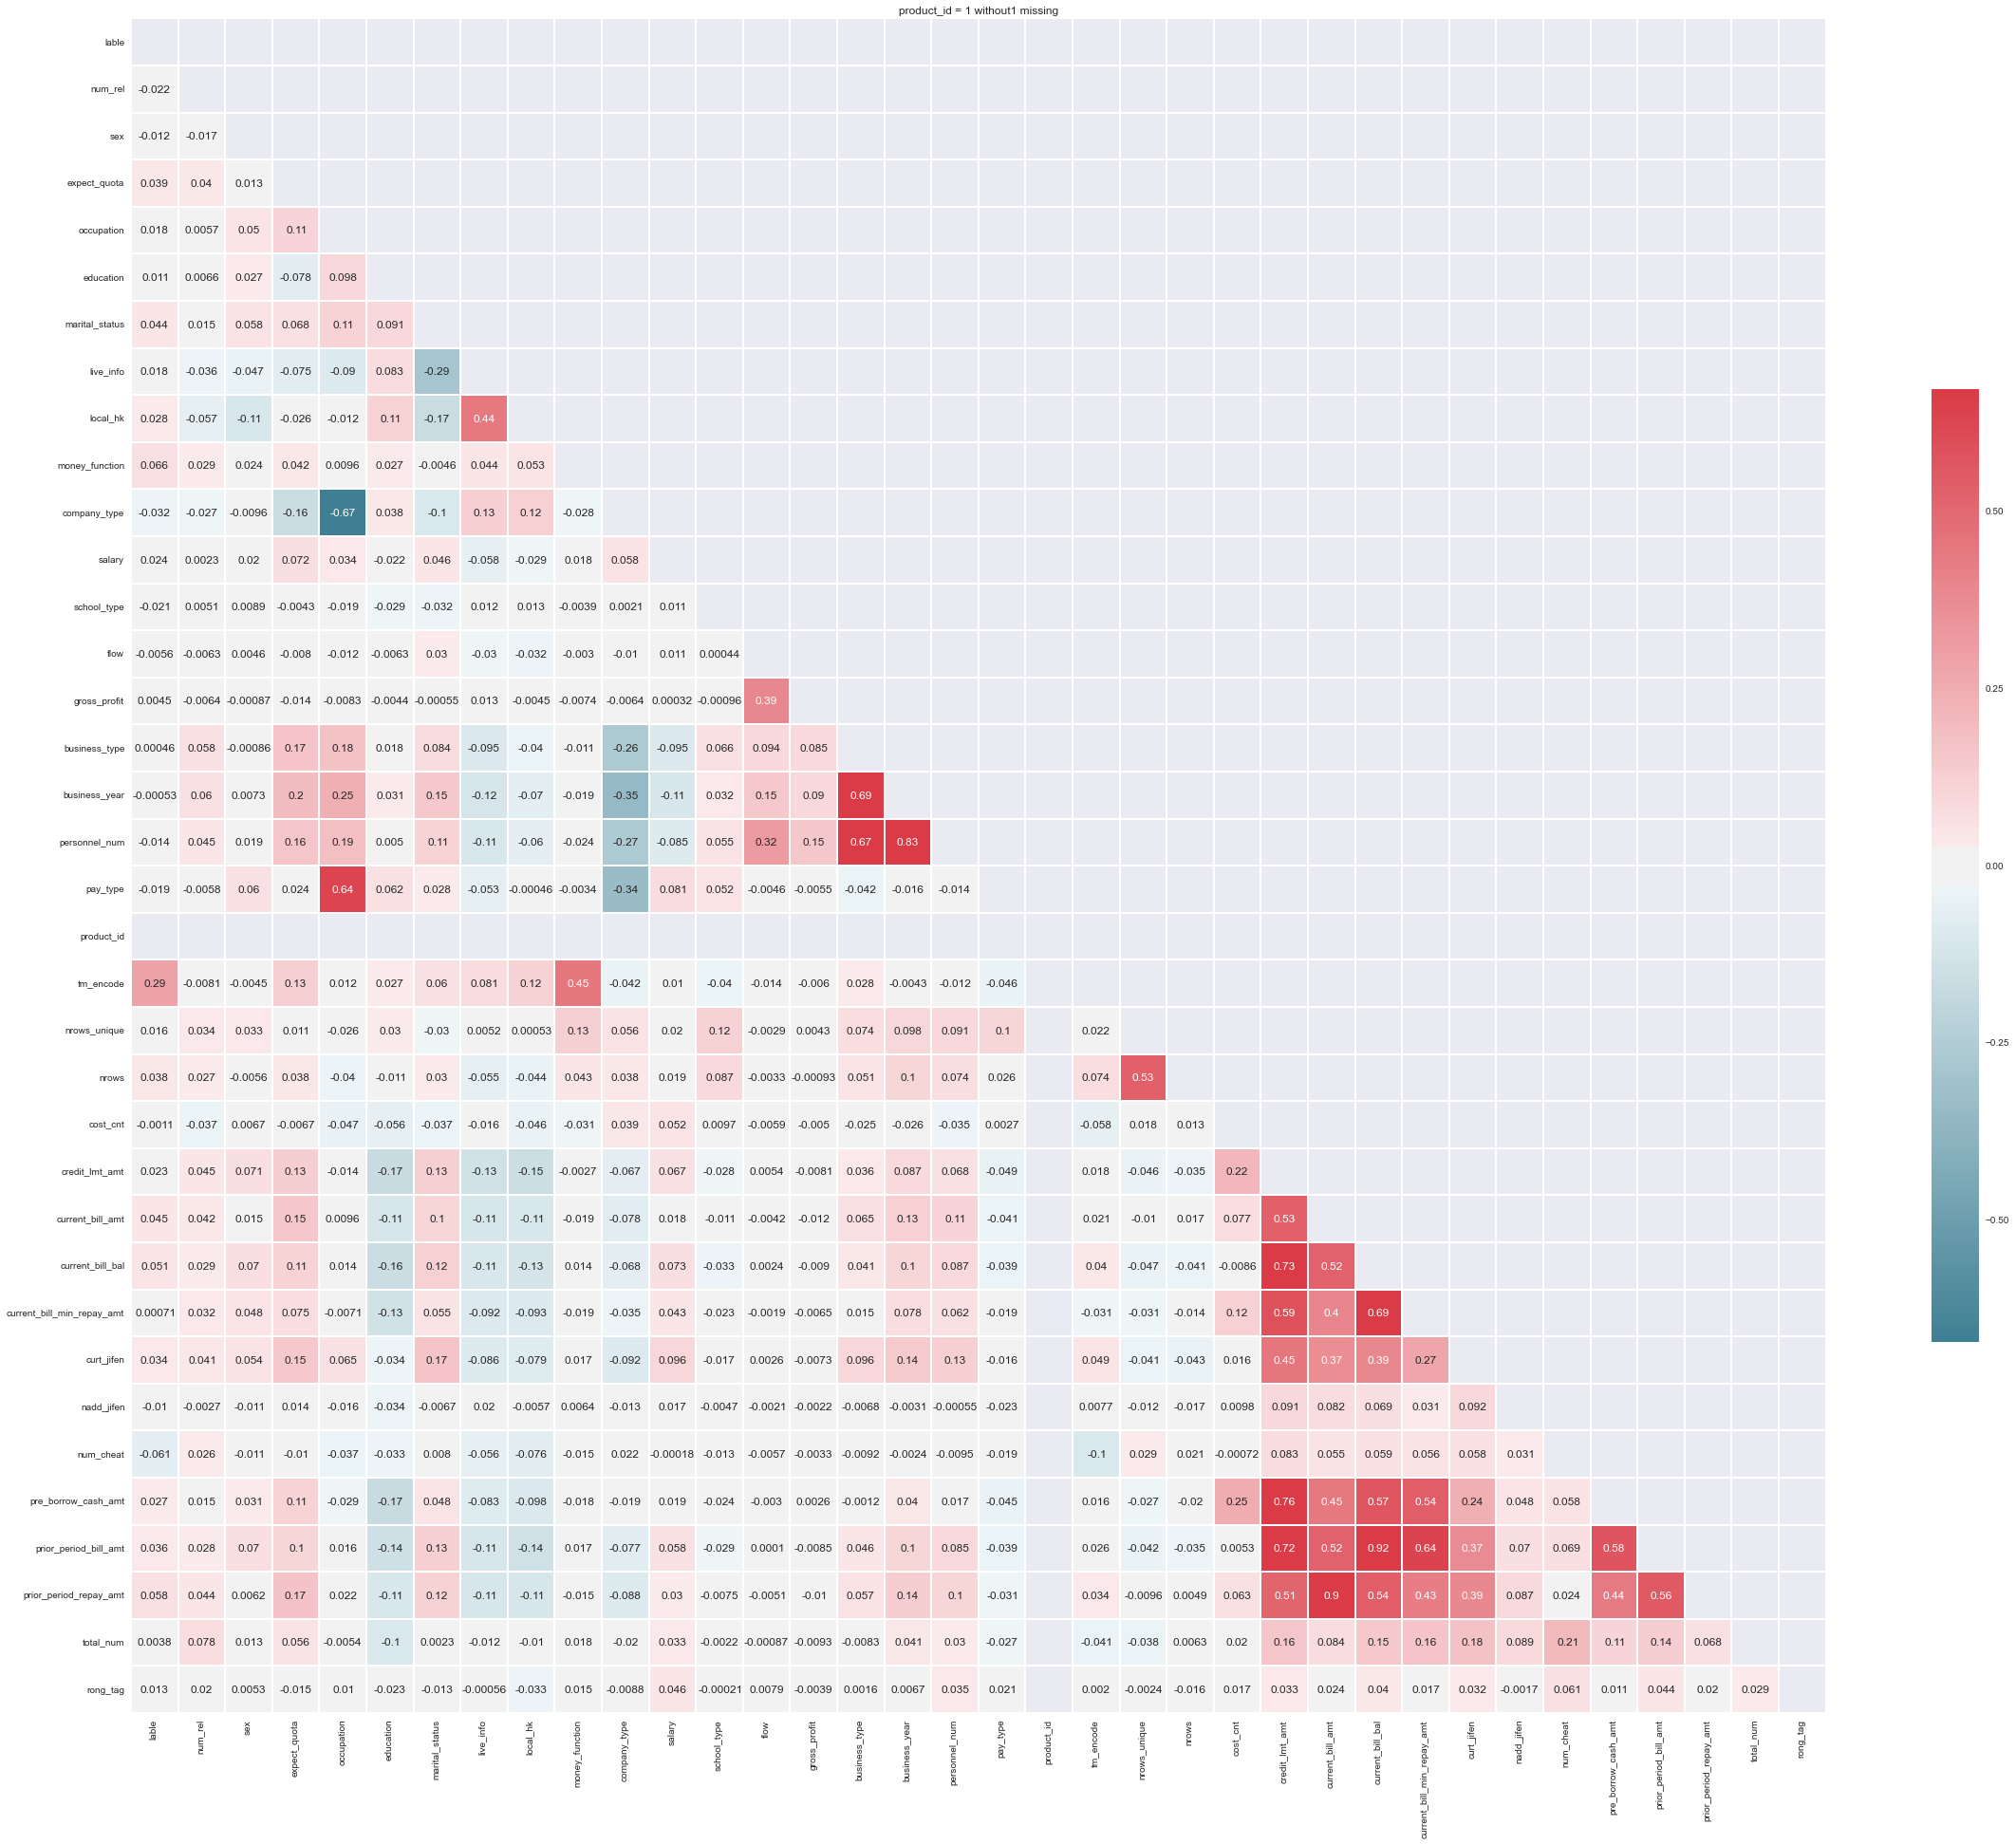 product_id = 1 without1 missing
lable
num_rel -0.022
sex -0.012 -0.017
expect_quota 0.039 0.04 0.013
occupation 0.018 0.0057 0.05 0.11
education 0.011 0.0066 0.027 -0.078 0.098
marital_status 0.044 0.015 0.058 0.068 0.11 0.091
live_info 0.018 -0.036 -0.047 -0.075 -0.09 0.083 -0.29
local_hk 0.028 -0.057 -0.11 -0.026 -0.012 0.11 -0.17 0.44
money_function 0.066 0.029 0.024 0.042 0.0096 0.027 -0.0046 0.044 0.053
company_type -0.032 -0.027 -0.0096 -0.16 -0.67 0.038 -0.1 0.13 0.12 -0.028
0.50
salary 0.024 0.0023 0.02 0.072 0.034 -0.022 0.046 -0.058 -0.029 0.018 0.058
school_type -0.021 0.0051 0.0089 -0.0043 -0.019 -0.029 -0.032 0.012 0.013 -0.0039 0.0021 0.011
flow -0.0056 -0.0063 0.0046 -0.008 -0.012 -0.0063 0.03 -0.03 -0.032 -0.003 -0.01 0.011 0.00044
0.25
gross_profit 0.0045 -0.0064 -0.00087 -0.014 -0.0083 -0.0044 -0.00055 0.013 -0.0045 -0.0074 -0.0064 0.00032 -0.00096 0.39
business_type 0.00046 0.058 -0.00086 0.17 0.18 0.018 0.084 -0.095 -0.04 -0.011 -0.26 -0.095 0.066 0.094 0.085
business_year -0.00053 0.06 0.0073 0.2 0.25 0.031 0.15 -0.12 -0.07 -0.019 -0.35 -0.11 0.032 0.15 0.09 0.69
personnel_num -0.014 0.045 0.019 0.16 0.19 0.005 0.11 -0.11 -0.06 -0.024 -0.27 -0.085 0.055 0.32 0.15 0.67 0.83
0.00
pay_type -0.019 -0.0058 0.06 0.024 0.64 0.062 0.028 -0.053 -0.00046 -0.0034 -0.34 0.081 0.052 -0.0046 -0.0055 -0.042 -0.016 -0.014
product_id
tm_encode 0.29 -0.0081 -0.0045 0.13 0.012 0.027 0.06 0.081 0.12 0.45 -0.042 0.01 -0.04 -0.014 -0.006 0.028 -0.0043 -0.012 -0.046
nrows_unique 0.016 0.034 0.033 0.011 -0.026 0.03 -0.03 0.0052 0.00053 0.13 0.056 0.02 0.12 -0.0029 0.0043 0.074 0.098 0.091 0.1 0.022
−0.25
nrows 0.038 0.027 -0.0056 0.038 -0.04 -0.011 0.03 -0.055 -0.044 0.043 0.038 0.019 0.087 -0.0033 -0.00093 0.051 0.1 0.074 0.026 0.074 0.53
cost_cnt -0.0011 -0.037 0.0067 -0.0067 -0.047 -0.056 -0.037 -0.016 -0.046 -0.031 0.039 0.052 0.0097 -0.0059 -0.005 -0.025 -0.026 -0.035 0.0027 -0.058 0.018 0.013
credit_lmt_amt 0.023 0.045 0.071 0.13 -0.014 -0.17 0.13 -0.13 -0.15 -0.0027 -0.067 0.067 -0.028 0.0054 -0.0081 0.036 0.087 0.068 -0.049 0.018 -0.046 -0.035 0.22
current_bill_amt 0.045 0.042 0.015 0.15 0.0096 -0.11 0.1 -0.11 -0.11 -0.019 -0.078 0.018 -0.011 -0.0042 -0.012 0.065 0.13 0.11 -0.041 0.021 -0.01 0.017 0.077 0.53
−0.50
current_bill_bal 0.051 0.029 0.07 0.11 0.014 -0.16 0.12 -0.11 -0.13 0.014 -0.068 0.073 -0.033 0.0024 -0.009 0.041 0.1 0.087 -0.039 0.04 -0.047 -0.041 -0.0086 0.73 0.52
current_bill_min_repay_amt 0.00071 0.032 0.048 0.075 -0.0071 -0.13 0.055 -0.092 -0.093 -0.019 -0.035 0.043 -0.023 -0.0019 -0.0065 0.015 0.078 0.062 -0.019 -0.031 -0.031 -0.014 0.12 0.59 0.4 0.69
curt_jifen 0.034 0.041 0.054 0.15 0.065 -0.034 0.17 -0.086 -0.079 0.017 -0.092 0.096 -0.017 0.0026 -0.0073 0.096 0.14 0.13 -0.016 0.049 -0.041 -0.043 0.016 0.45 0.37 0.39 0.27
nadd_jifen -0.01 -0.0027 -0.011 0.014 -0.016 -0.034 -0.0067 0.02 -0.0057 0.0064 -0.013 0.017 -0.0047 -0.0021 -0.0022 -0.0068 -0.0031 -0.00055 -0.023 0.0077 -0.012 -0.017 0.0098 0.091 0.082 0.069 0.031 0.092
num_cheat -0.061 0.026 -0.011 -0.01 -0.037 -0.033 0.008 -0.056 -0.076 -0.015 0.022 -0.00018 -0.013 -0.0057 -0.0033 -0.0092 -0.0024 -0.0095 -0.019 -0.1 0.029 0.021 -0.00072 0.083 0.055 0.059 0.056 0.058 0.031
pre_borrow_cash_amt 0.027 0.015 0.031 0.11 -0.029 -0.17 0.048 -0.083 -0.098 -0.018 -0.019 0.019 -0.024 -0.003 0.0026 -0.0012 0.04 0.017 -0.045 0.016 -0.027 -0.02 0.25 0.76 0.45 0.57 0.54 0.24 0.048 0.058
prior_period_bill_amt 0.036 0.028 0.07 0.1 0.016 -0.14 0.13 -0.11 -0.14 0.017 -0.077 0.058 -0.029 0.0001 -0.0085 0.046 0.1 0.085 -0.039 0.026 -0.042 -0.035 0.0053 0.72 0.52 0.92 0.64 0.37 0.07 0.069 0.58
prior_period_repay_amt 0.058 0.044 0.0062 0.17 0.022 -0.11 0.12 -0.11 -0.11 -0.015 -0.088 0.03 -0.0075 -0.0051 -0.01 0.057 0.14 0.1 -0.031 0.034 -0.0096 0.0049 0.063 0.51 0.9 0.54 0.43 0.39 0.087 0.024 0.44 0.56
total_num 0.0038 0.078 0.013 0.056 -0.0054 -0.1 0.0023 -0.012 -0.01 0.018 -0.02 0.033 -0.0022 -0.00087 -0.0093 -0.0083 0.041 0.03 -0.027 -0.041 -0.038 0.0063 0.02 0.16 0.084 0.15 0.16 0.18 0.089 0.21 0.11 0.14 0.068
rong_tag 0.013 0.02 0.0053 -0.015 0.01 -0.023 -0.013 -0.00056 -0.033 0.015 -0.0088 0.046 -0.00021 0.0079 -0.0039 0.0016 0.0067 0.035 0.021 0.002 -0.0024 -0.016 0.017 0.033 0.024 0.04 0.017 0.032 -0.0017 0.061 0.011 0.044 0.02 0.029
lable num_rel sex expect_quota occupation education marital_status live_info local_hk money_function company_type salary school_type flow gross_profit business_type business_year personnel_num pay_type product_id tm_encode nrows_unique nrows cost_cnt credit_lmt_amt current_bill_amt current_bill_bal current_bill_min_repay_amt curt_jifen nadd_jifen num_cheat pre_borrow_cash_amt prior_period_bill_amt prior_period_repay_amt total_num rong_tag